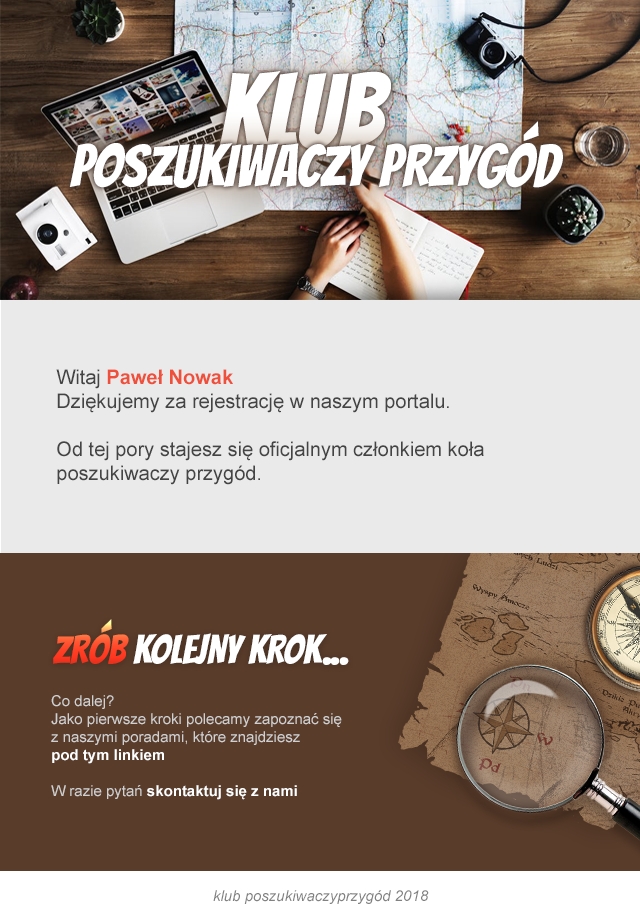 KLUB
POSZUKIWACZY PRZYGÓD
Witaj Paweł Nowak
Dziękujemy za rejestrację w naszym portalu.
Od tej pory stajesz się oficjalnym członkiem koła
poszukiwaczy przygód.
Wyspy Owocze
ZRÓB KOLEJNY KROK...
Co dalej?
Jako pierwsze kroki polecamy zapoznać się
z naszymi poradami, które znajdziesz
pod tym linkiem
W razie pytań skontaktuj się z nami
klub poszukiwaczyprzygód 2018